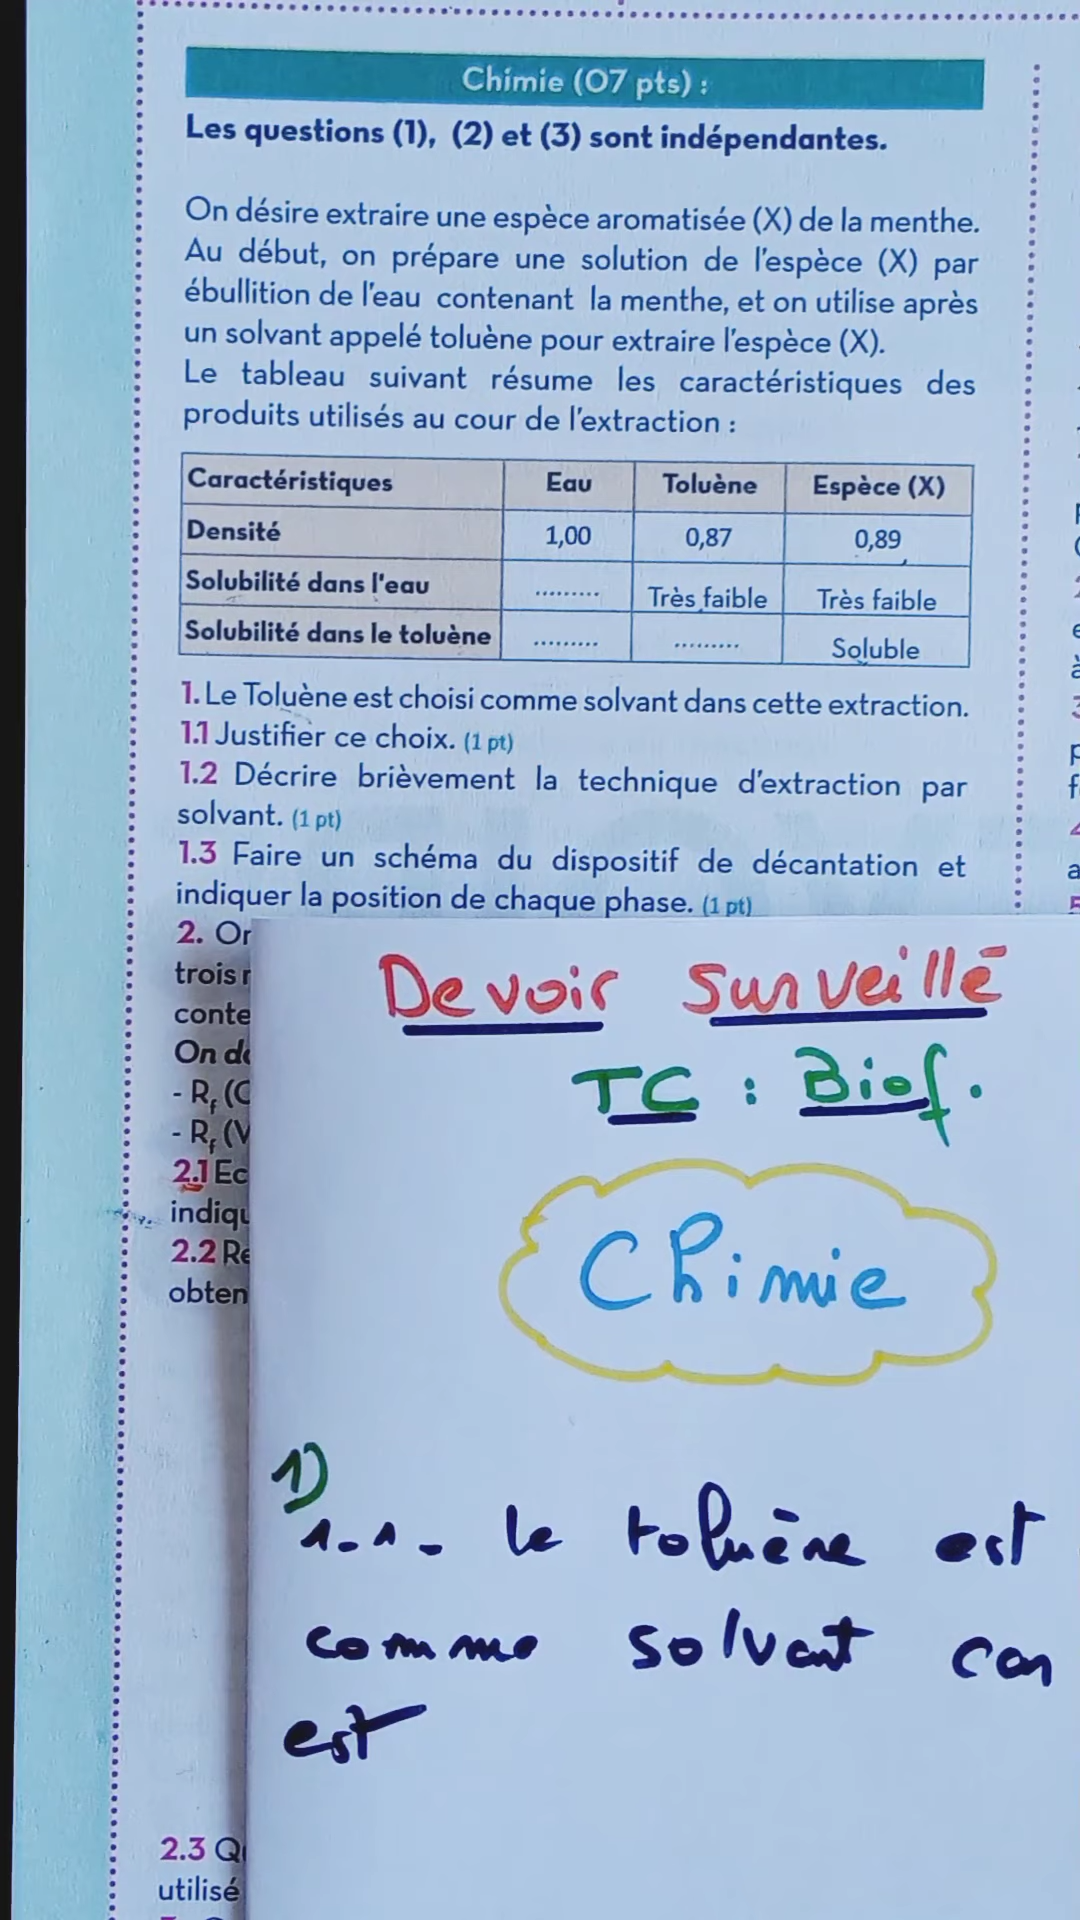 Chimie (07 pts) :
Les questions (1), (2) et (3) sont indépendantes.
On désire extraire une espèce aromatisée (X) de la menthe.
Au début, on prépare une solution de l'espèce (X) par
ébullition de l'eau contenant la menthe, et on utilise après
un solvant appelé toluène pour extraire l'espèce (X).
Le tableau suivant résume les caractéristiques des
produits utilisés au cour de l'extraction :
Caractéristiques Eau Toluène Espèce (X)
Densité 1,00 0,87 0,89
Solubilité dans l'eau ......... Très faible Très faible
Solubilité dans le toluène ......... ......... Soluble
1. Le Toluène est choisi comme solvant dans cette extraction.
1.1 Justifier ce choix. (1 pt)
1.2 Décrire brièvement la technique d'extraction par
solvant. (1 pt)
1.3 Faire un schéma du dispositif de décantation et
indiquer la position de chaque phase. (1 pt)
2. Or
trois
conte
On
- Rf (
- Rf (V
2.1 Ec
indiqu
2.2 Re
obten
2.3
utilisé
Devoir surveillé
TC : Biof.
Chimie
1)
1-1- le toluène est
comme solvant car
est